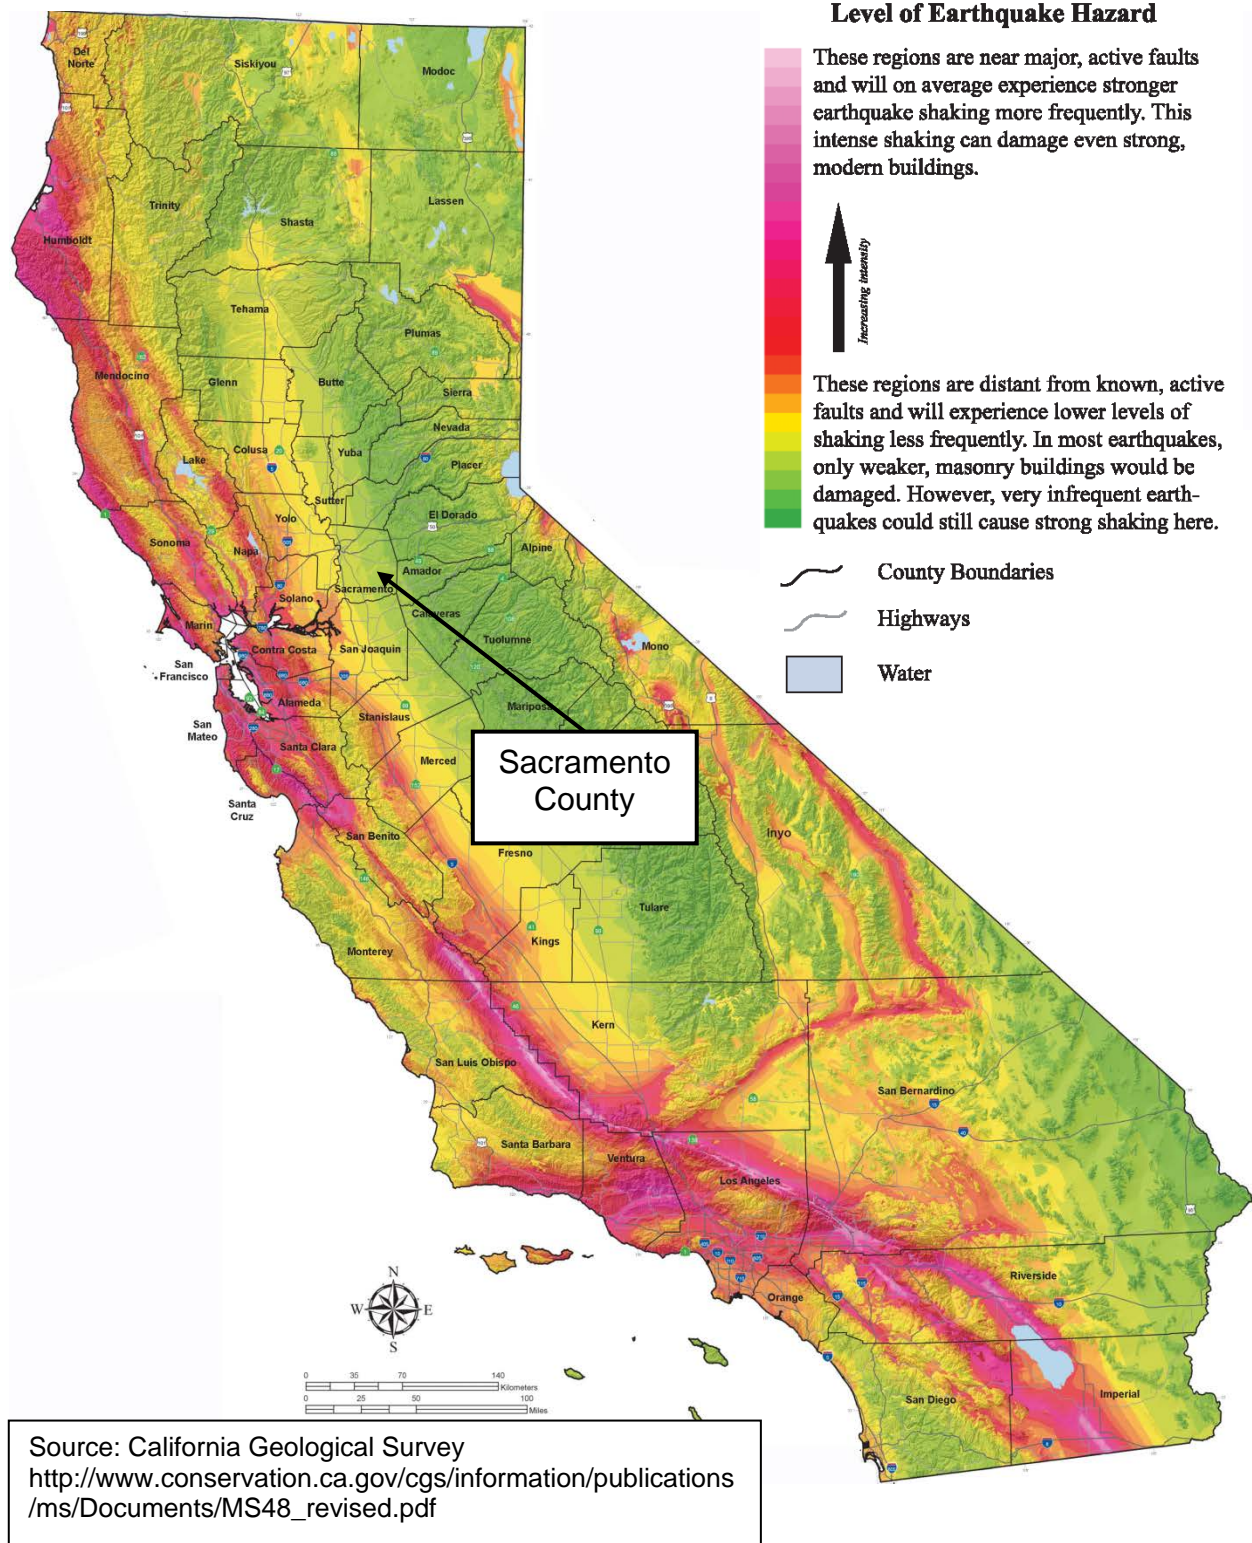 Level of Earthquake Hazard
These regions are near major, active faults
and will on average experience stronger
earthquake shaking more frequently. This
intense shaking can damage even strong,
modern buildings.
Increasing intensity
These regions are distant from known, active
faults and will experience lower levels of
shaking less frequently. In most earthquakes,
only weaker, masonry buildings would be
damaged. However, very infrequent earth-
quakes could still cause strong shaking here.
County Boundaries
Highways
Water
Del
Norte
Siskiyou
Modoc
Trinity
Shasta
Lassen
Humboldt
Tehama
Plumas
Mendocino
Glenn
Butte
Sierra
Nevada
Colusa
Yuba
Placer
Lake
Sutter
Yolo
El Dorado
Sonoma
Napa
Alpine
Amador
Sacramento
Solano
Calaveras
Marin
Tuolumne
Contra Costa
San Joaquin
Mono
San
Francisco
Alameda
Mariposa
Stanislaus
San
Mateo
Santa Clara
Merced
Sacramento
County
Santa
Cruz
San Benito
Inyo
Fresno
Tulare
Kings
Monterey
Kern
San Luis Obispo
San Bernardino
Santa Barbara
Ventura
Los Angeles
Riverside
Orange
San Diego
Imperial
N
W E
S
0 35 70 140
Kilometers
0 25 50 100
Miles
Source: California Geological Survey
http://www.conservation.ca.gov/cgs/information/publications
/ms/Documents/MS48_revised.pdf